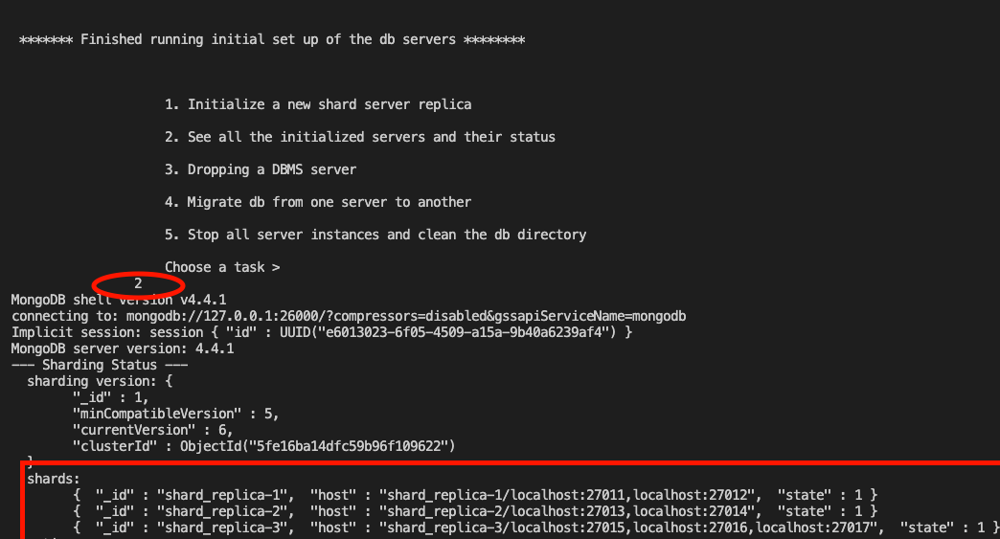 ******* Finished running initial set up of the db servers ********
1. Initialize a new shard server replica
2. See all the initialized servers and their status
3. Dropping a DBMS server
4. Migrate db from one server to another
5. Stop all server instances and clean the db directory
Choose a task >
2
MongoDB shell version v4.4.1
connecting to: mongodb://127.0.0.1:26000/?compressors=disabled&gssapiServiceName=mongodb
Implicit session: session { "id" : UUID("e6013023-6f05-4509-a15a-9b40a6239af4") }
MongoDB server version: 4.4.1
--- Sharding Status ---
sharding version: {
"_id" : 1,
"minCompatibleVersion" : 5,
"currentVersion" : 6,
"clusterId" : ObjectId("5fe16ba14dfc59b96f109622")
}
shards:
{ "_id" : "shard_replica-1", "host" : "shard_replica-1/localhost:27011,localhost:27012", "state" : 1 }
{ "_id" : "shard_replica-2", "host" : "shard_replica-2/localhost:27013,localhost:27014", "state" : 1 }
{ "_id" : "shard_replica-3", "host" : "shard_replica-3/localhost:27015,localhost:27016,localhost:27017", "state" : 1 }